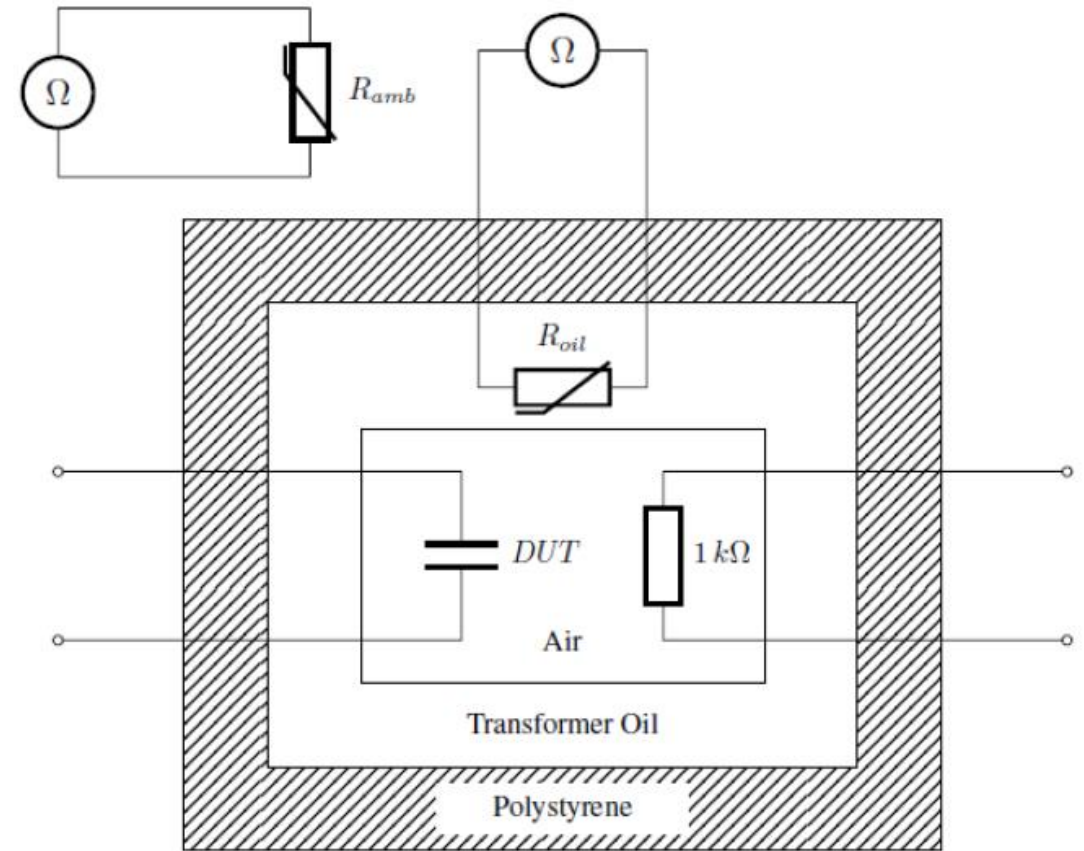 Ω
Ω
R_amb
R_oil
DUT
1 kΩ
Air
Transformer Oil
Polystyrene